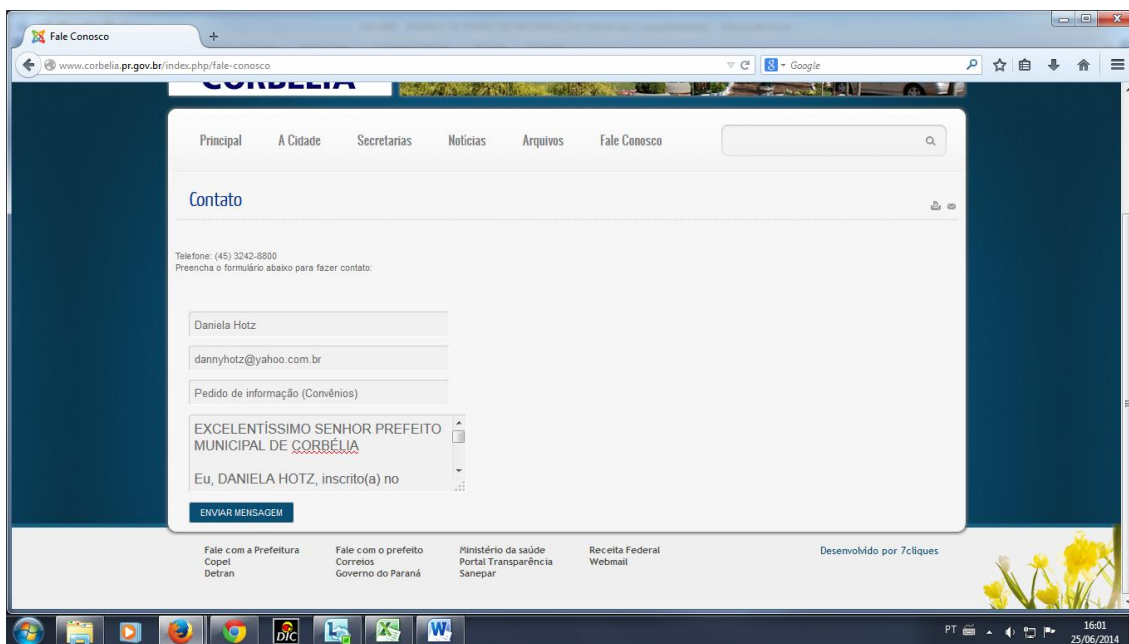 Fale Conosco
www.corbelia.pr.gov.br/index.php/fale-conosco
Google
CORBÉLIA
Principal A Cidade Secretarias Notícias Arquivos Fale Conosco
Contato
Telefone: (45) 3242-8800
Preencha o formulário abaixo para fazer contato:
Daniela Hotz
dannyhotz@yahoo.com.br
Pedido de informação (Convênios)
EXCELENTÍSSIMO SENHOR PREFEITO
MUNICIPAL DE CORBÉLIA
Eu, DANIELA HOTZ, inscrito(a) no
ENVIAR MENSAGEM
Fale com a Prefeitura Fale com o prefeito Ministério da saúde Receita Federal Desenvolvido por 7cliques
Copel Correios Portal Transparência Webmail
Detran Governo do Paraná Sanepar
DIC
PT 16:01
25/06/2014